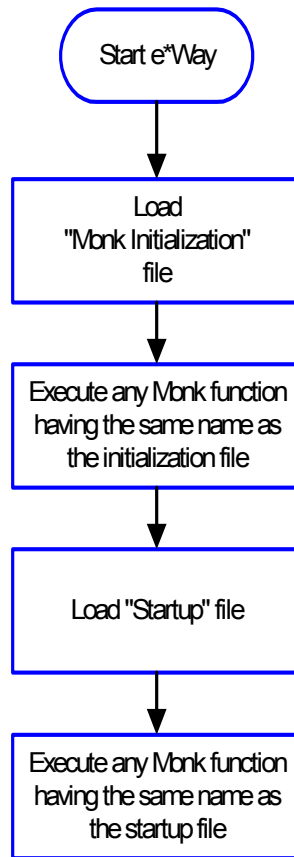 Start e*Way
Load
"Monk Initialization"
file
Execute any Monk function
having the same name as
the initialization file
Load "Startup" file
Execute any Monk function
having the same name as
the startup file